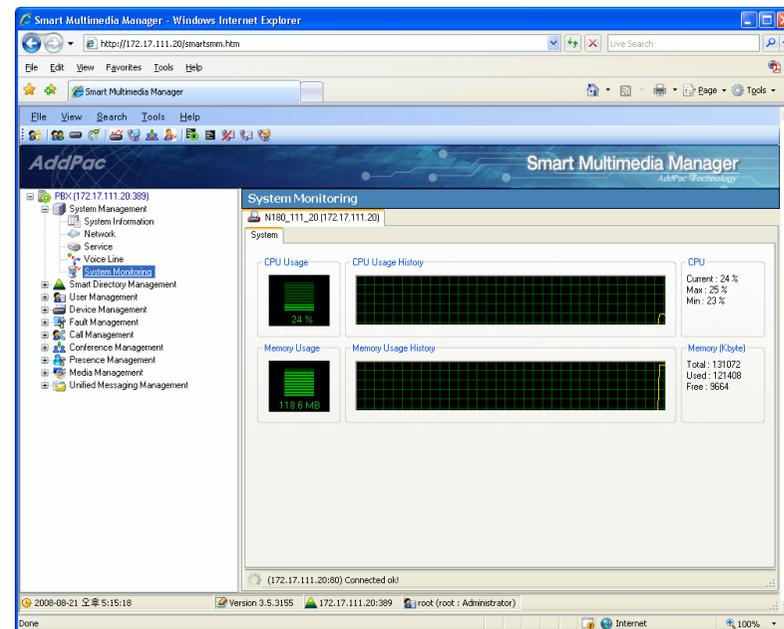 Smart Multimedia Manager - Windows Internet Explorer
http://172.17.111.20/smartsmm.htm
Live Search
File Edit View Favorites Tools Help
Smart Multimedia Manager
Page Tools
File View Search Tools Help
AddPac
Smart Multimedia Manager
AddPac Technology
PBX (172.17.111.20:389)
System Management
System Information
Network
Service
Voice Line
System Monitoring
Smart Directory Management
User Management
Device Management
Fault Management
Call Management
Conference Management
Presence Management
Media Management
Unified Messaging Management
System Monitoring
N180_111_20 (172.17.111.20)
System
CPU Usage
24 %
CPU Usage History
CPU
Current : 24 %
Max : 25 %
Min : 23 %
Memory Usage
118.6 MB
Memory Usage History
Memory (Kbyte)
Total : 131072
Used : 121408
Free : 9664
(172.17.111.20:80) Connected ok!
2008-08-21 오후 5:15:18
Version 3.5.3155
172.17.111.20:389
root (root : Administrator)
Done
Internet
100%